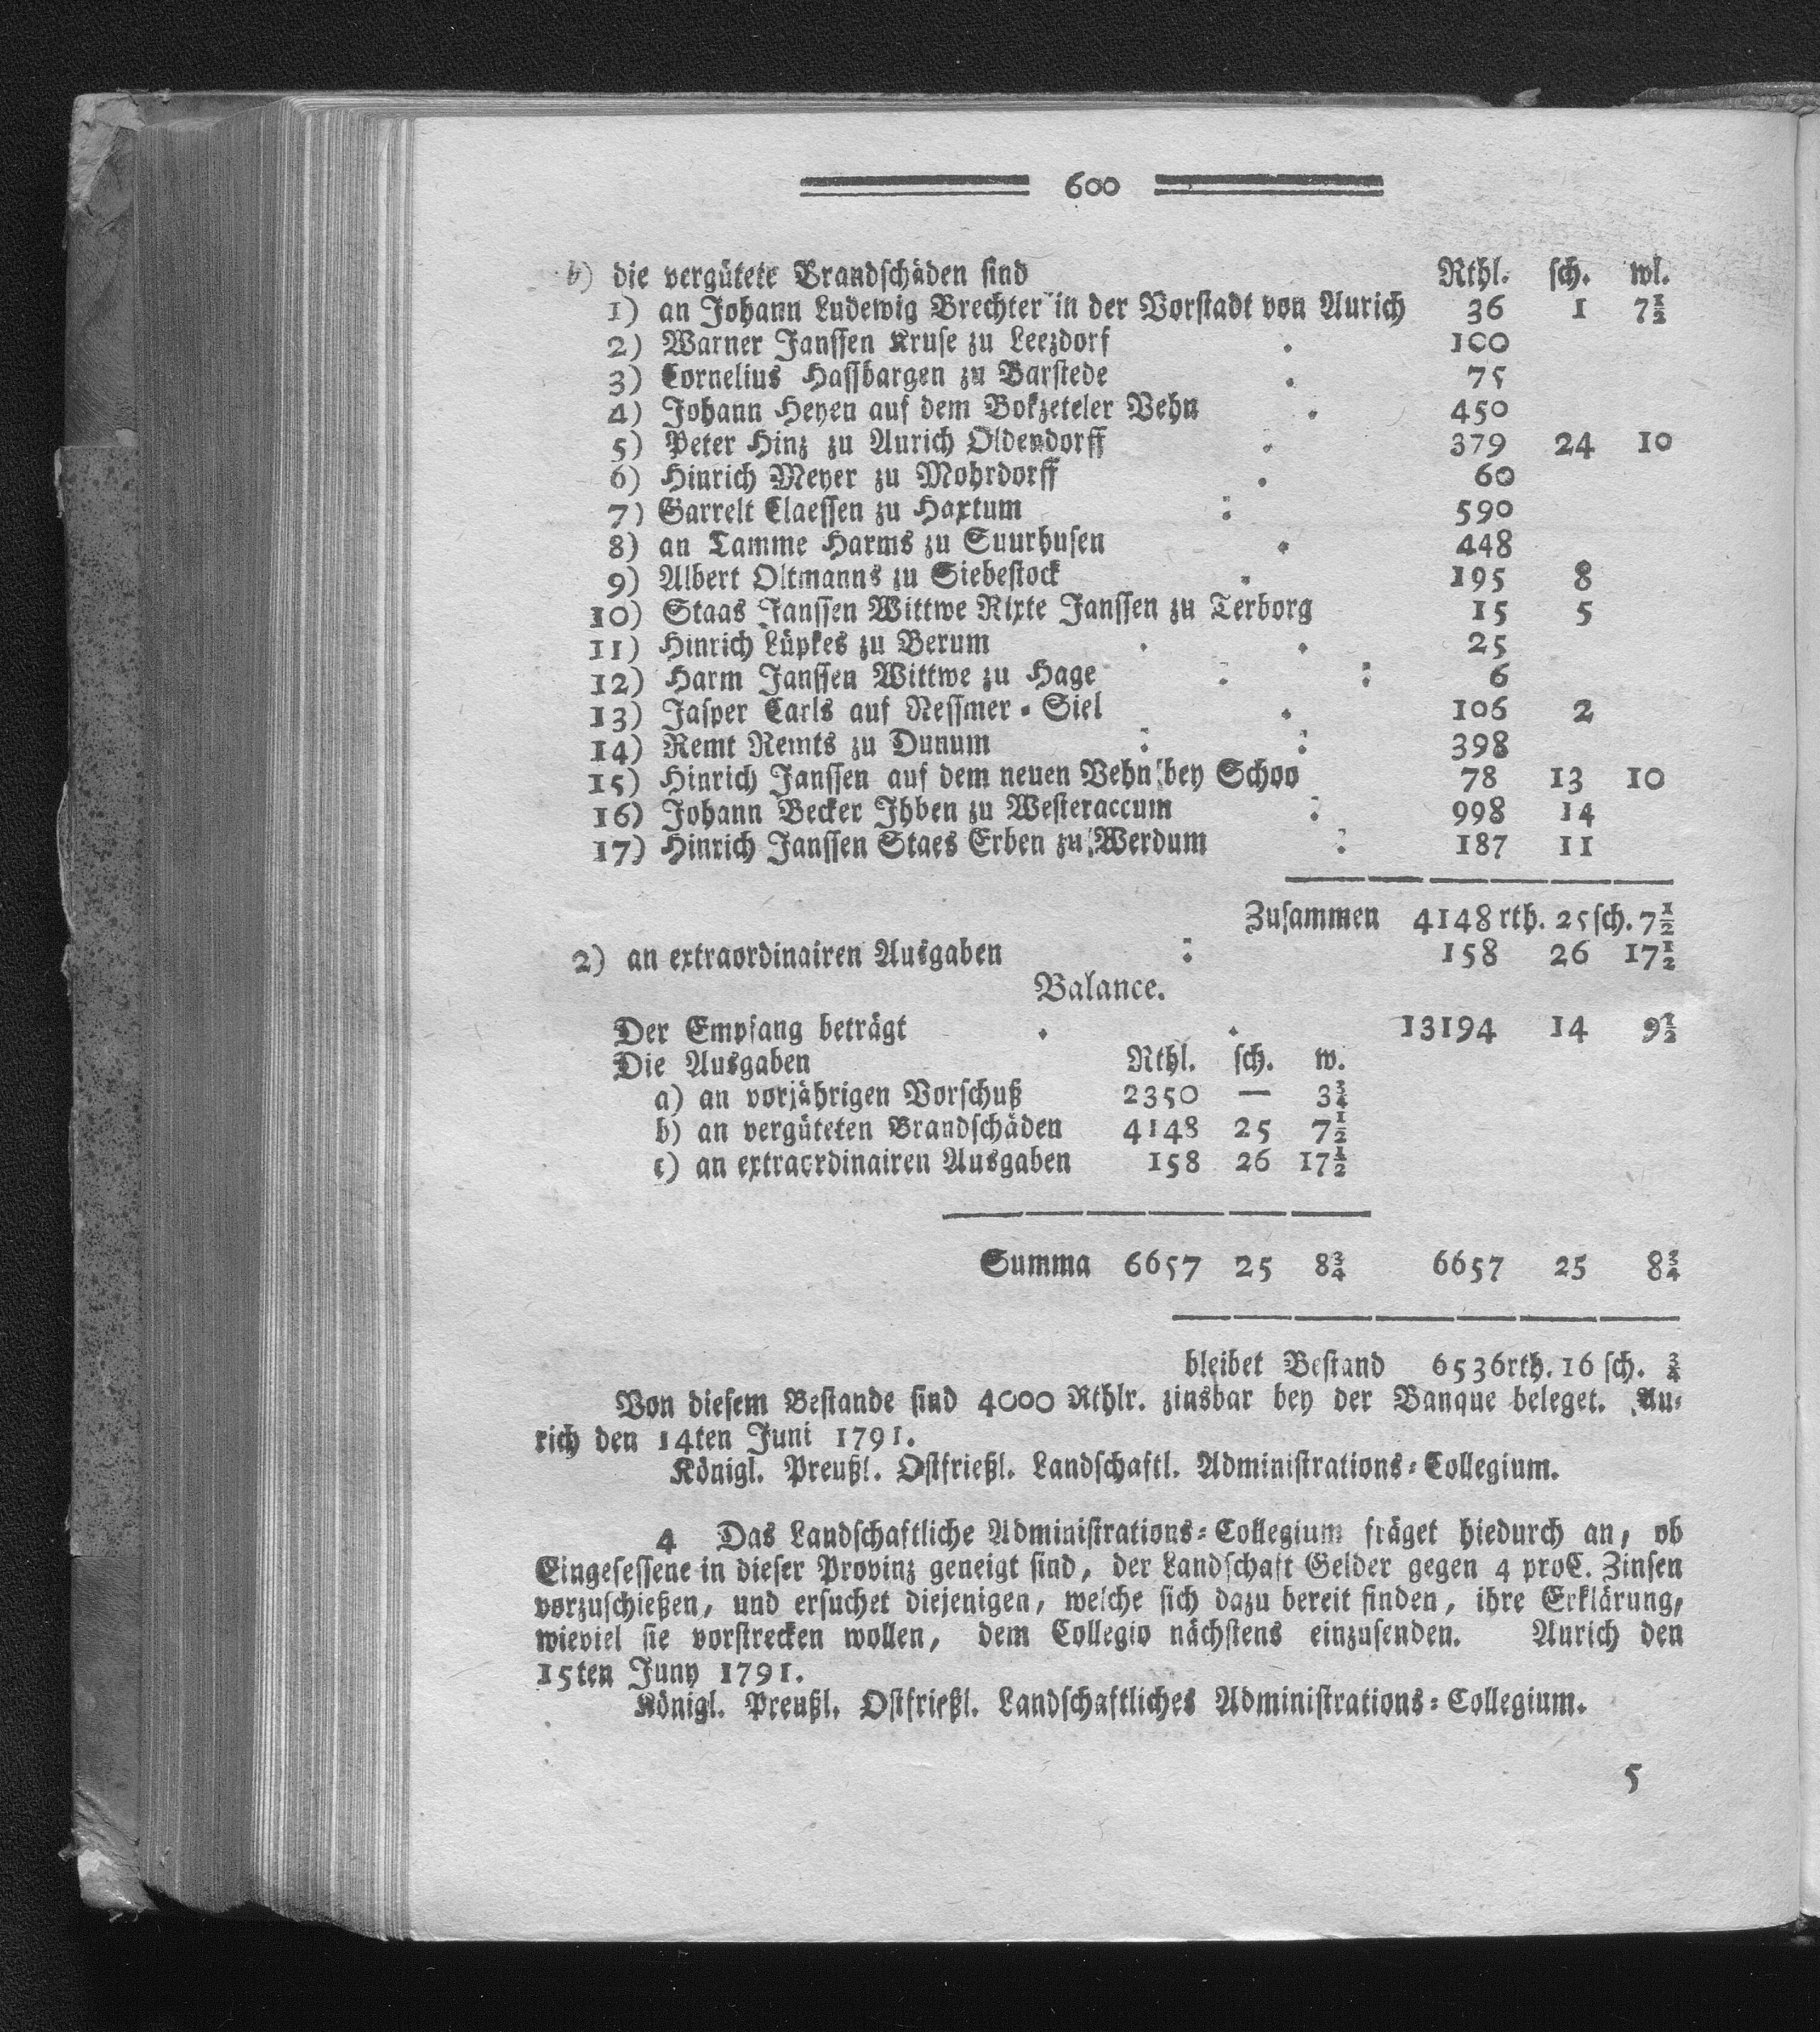 600
b) die vergütete Brandschäden sind Rthl. sch. wl.
1) an Johann Ludewig Brechter in der Vorstadt von Aurich 36 1 7½
2) Warner Janssen Kruse zu Leezdorf . 100
3) Cornelius Hassbargen zu Barstede . 75
4) Johann Heyen auf dem Bokzeteler Vehn . 450
5) Peter Hinz zu Aurich Oldendorff . 379 24 10
6) Hinrich Meyer zu Mohrdorff . 60
7) Garrelt Claessen zu Haxtum : 590
8) an Tamme Harms zu Suurhusen . 448
9) Albert Oltmanns zu Siebestock . 195 8
10) Staas Janssen Wittwe Rixte Janssen zu Terborg 15 5
11) Hinrich Lüpkes zu Berum . . 25
12) Harm Janssen Wittwe zu Hage . : 6
13) Jasper Carls auf Nessmer-Siel . 106 2
14) Remt Remts zu Dunum : : 398
15) Hinrich Janssen auf dem neuen Vehn bey Schoo 78 13 10
16) Johann Becker Ihben zu Westeraccum : 998 14
17) Hinrich Janssen Staes Erben zu Werdum : 187 11
Zusammen 4148 rth. 25 sch. 7½
2) an extraordinairen Ausgaben : 158 26 17½
Balance.
Der Empfang beträgt . . 13194 14 9½
Die Ausgaben Rthl. sch. w.
a) an vorjährigen Vorschuß 2350 — 3¾
b) an vergüteten Brandschäden 4148 25 7½
c) an extraordinairen Ausgaben 158 26 17½
Summa 6657 25 8¾ 6657 25 8¾
bleibet Bestand 6536rth. 16 sch. ¾
Von diesem Bestande sind 4000 Rthlr. zinsbar bey der Banque beleget. Au-
rich den 14ten Juni 1791.
Königl. Preußl. Ostfrießl. Landschaftl. Administrations-Collegium.
4 Das Landschaftliche Administrations-Collegium fräget hiedurch an, ob
Eingesessene in dieser Provinz geneigt sind, der Landschaft Gelder gegen 4 proC. Zinsen
vorzuschießen, und ersuchet diejenigen, welche sich dazu bereit finden, ihre Erklärung,
wieviel sie vorstrecken wollen, dem Collegio nächstens einzusenden. Aurich den
15ten Juny 1791.
Königl. Preußl. Ostfrießl. Landschaftliches Administrations-Collegium.
5